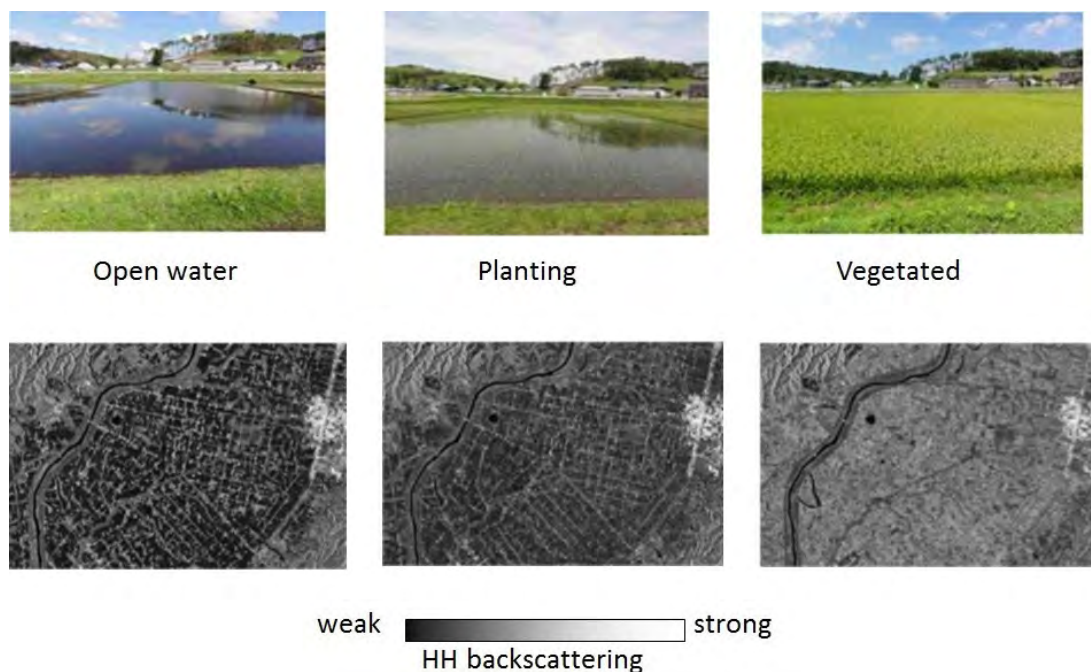 Open water
Planting
Vegetated
weak
strong
HH backscattering